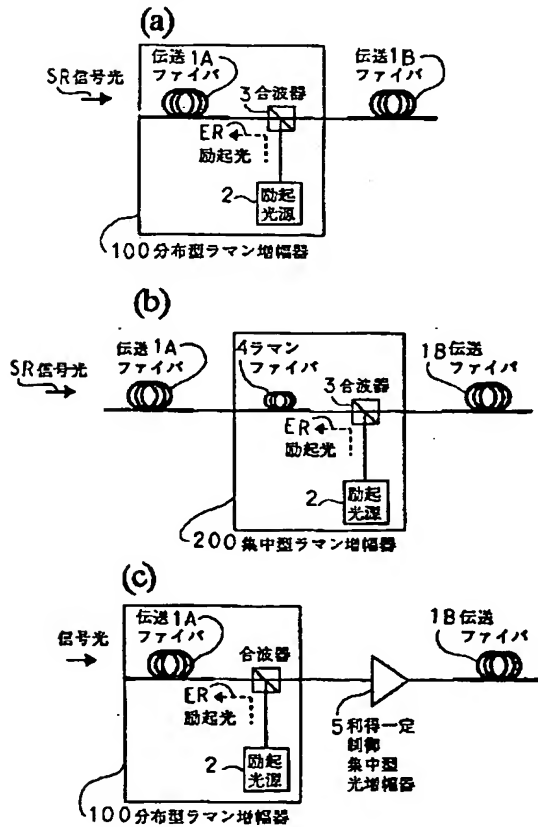 (a)
伝送1A
ファイバ
伝送1B
ファイバ
SR信号光
3合波器
ER
励起光
2
励起
光源
100分布型ラマン増幅器
(b)
伝送1A
ファイバ
4ラマン
ファイバ
1B伝送
ファイバ
SR信号光
3合波器
ER
励起光
2
励起
光源
200集中型ラマン増幅器
(c)
伝送1A
ファイバ
1B伝送
ファイバ
信号光
合波器
ER
励起光
2
励起
光源
5利得一定
制御
集中型
光増幅器
100分布型ラマン増幅器